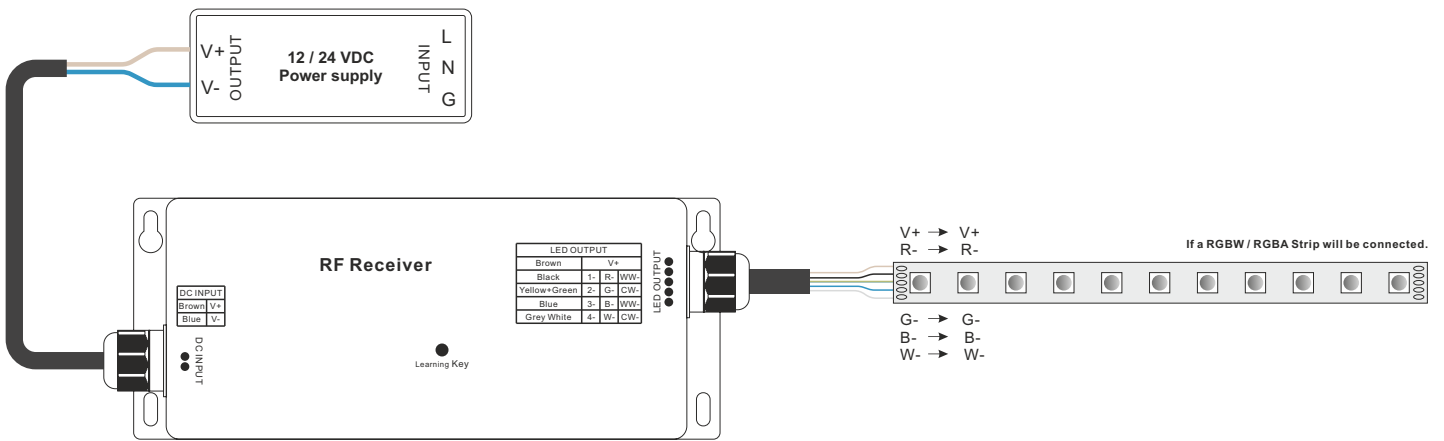 V+
V-
OUTPUT
12 / 24 VDC
Power supply
INPUT
L
N
G
RF Receiver
DC INPUT
Brown V+
Blue V-
DC INPUT
Learning Key
LED OUTPUT
Brown V+
Black 1- R- WW-
Yellow+Green 2- G- CW-
Blue 3- B- WW-
Grey White 4- W- CW-
LED OUTPUT
V+ → V+
R- → R-
If a RGBW / RGBA Strip will be connected.
G- → G-
B- → B-
W- → W-